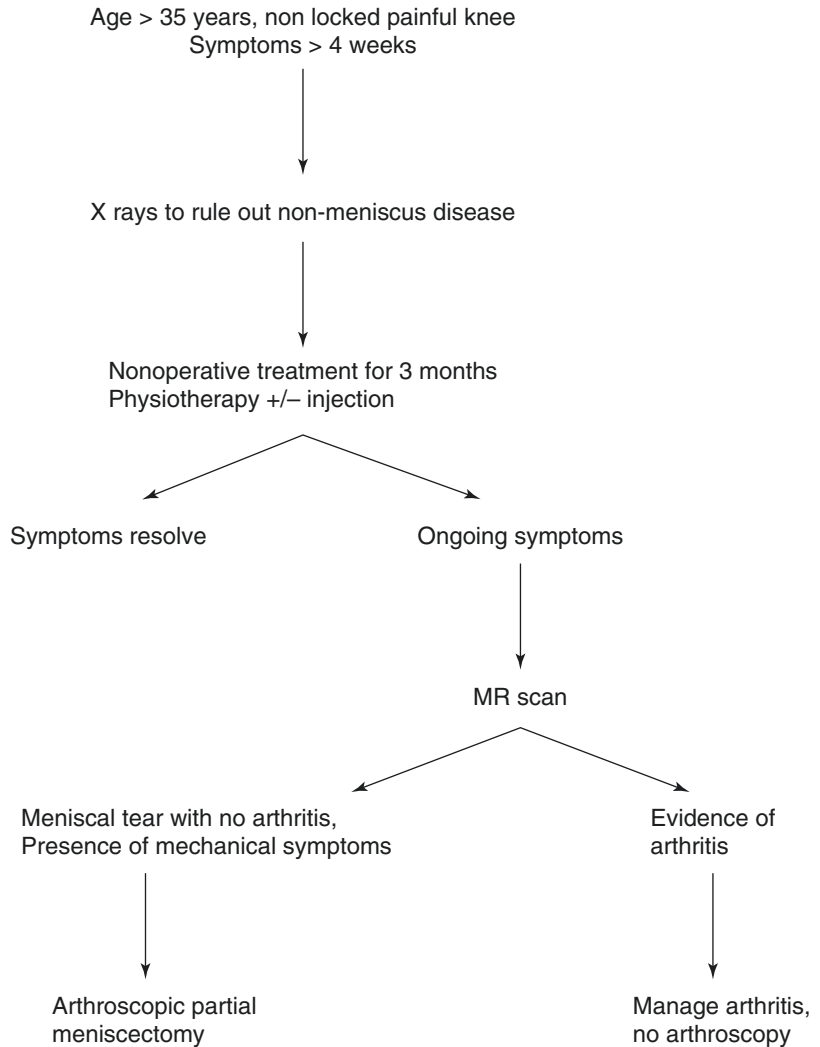 Age > 35 years, non locked painful knee
Symptoms > 4 weeks
X rays to rule out non-meniscus disease
Nonoperative treatment for 3 months
Physiotherapy +/– injection
Symptoms resolve
Ongoing symptoms
MR scan
Meniscal tear with no arthritis,
Presence of mechanical symptoms
Evidence of
arthritis
Arthroscopic partial
meniscectomy
Manage arthritis,
no arthroscopy